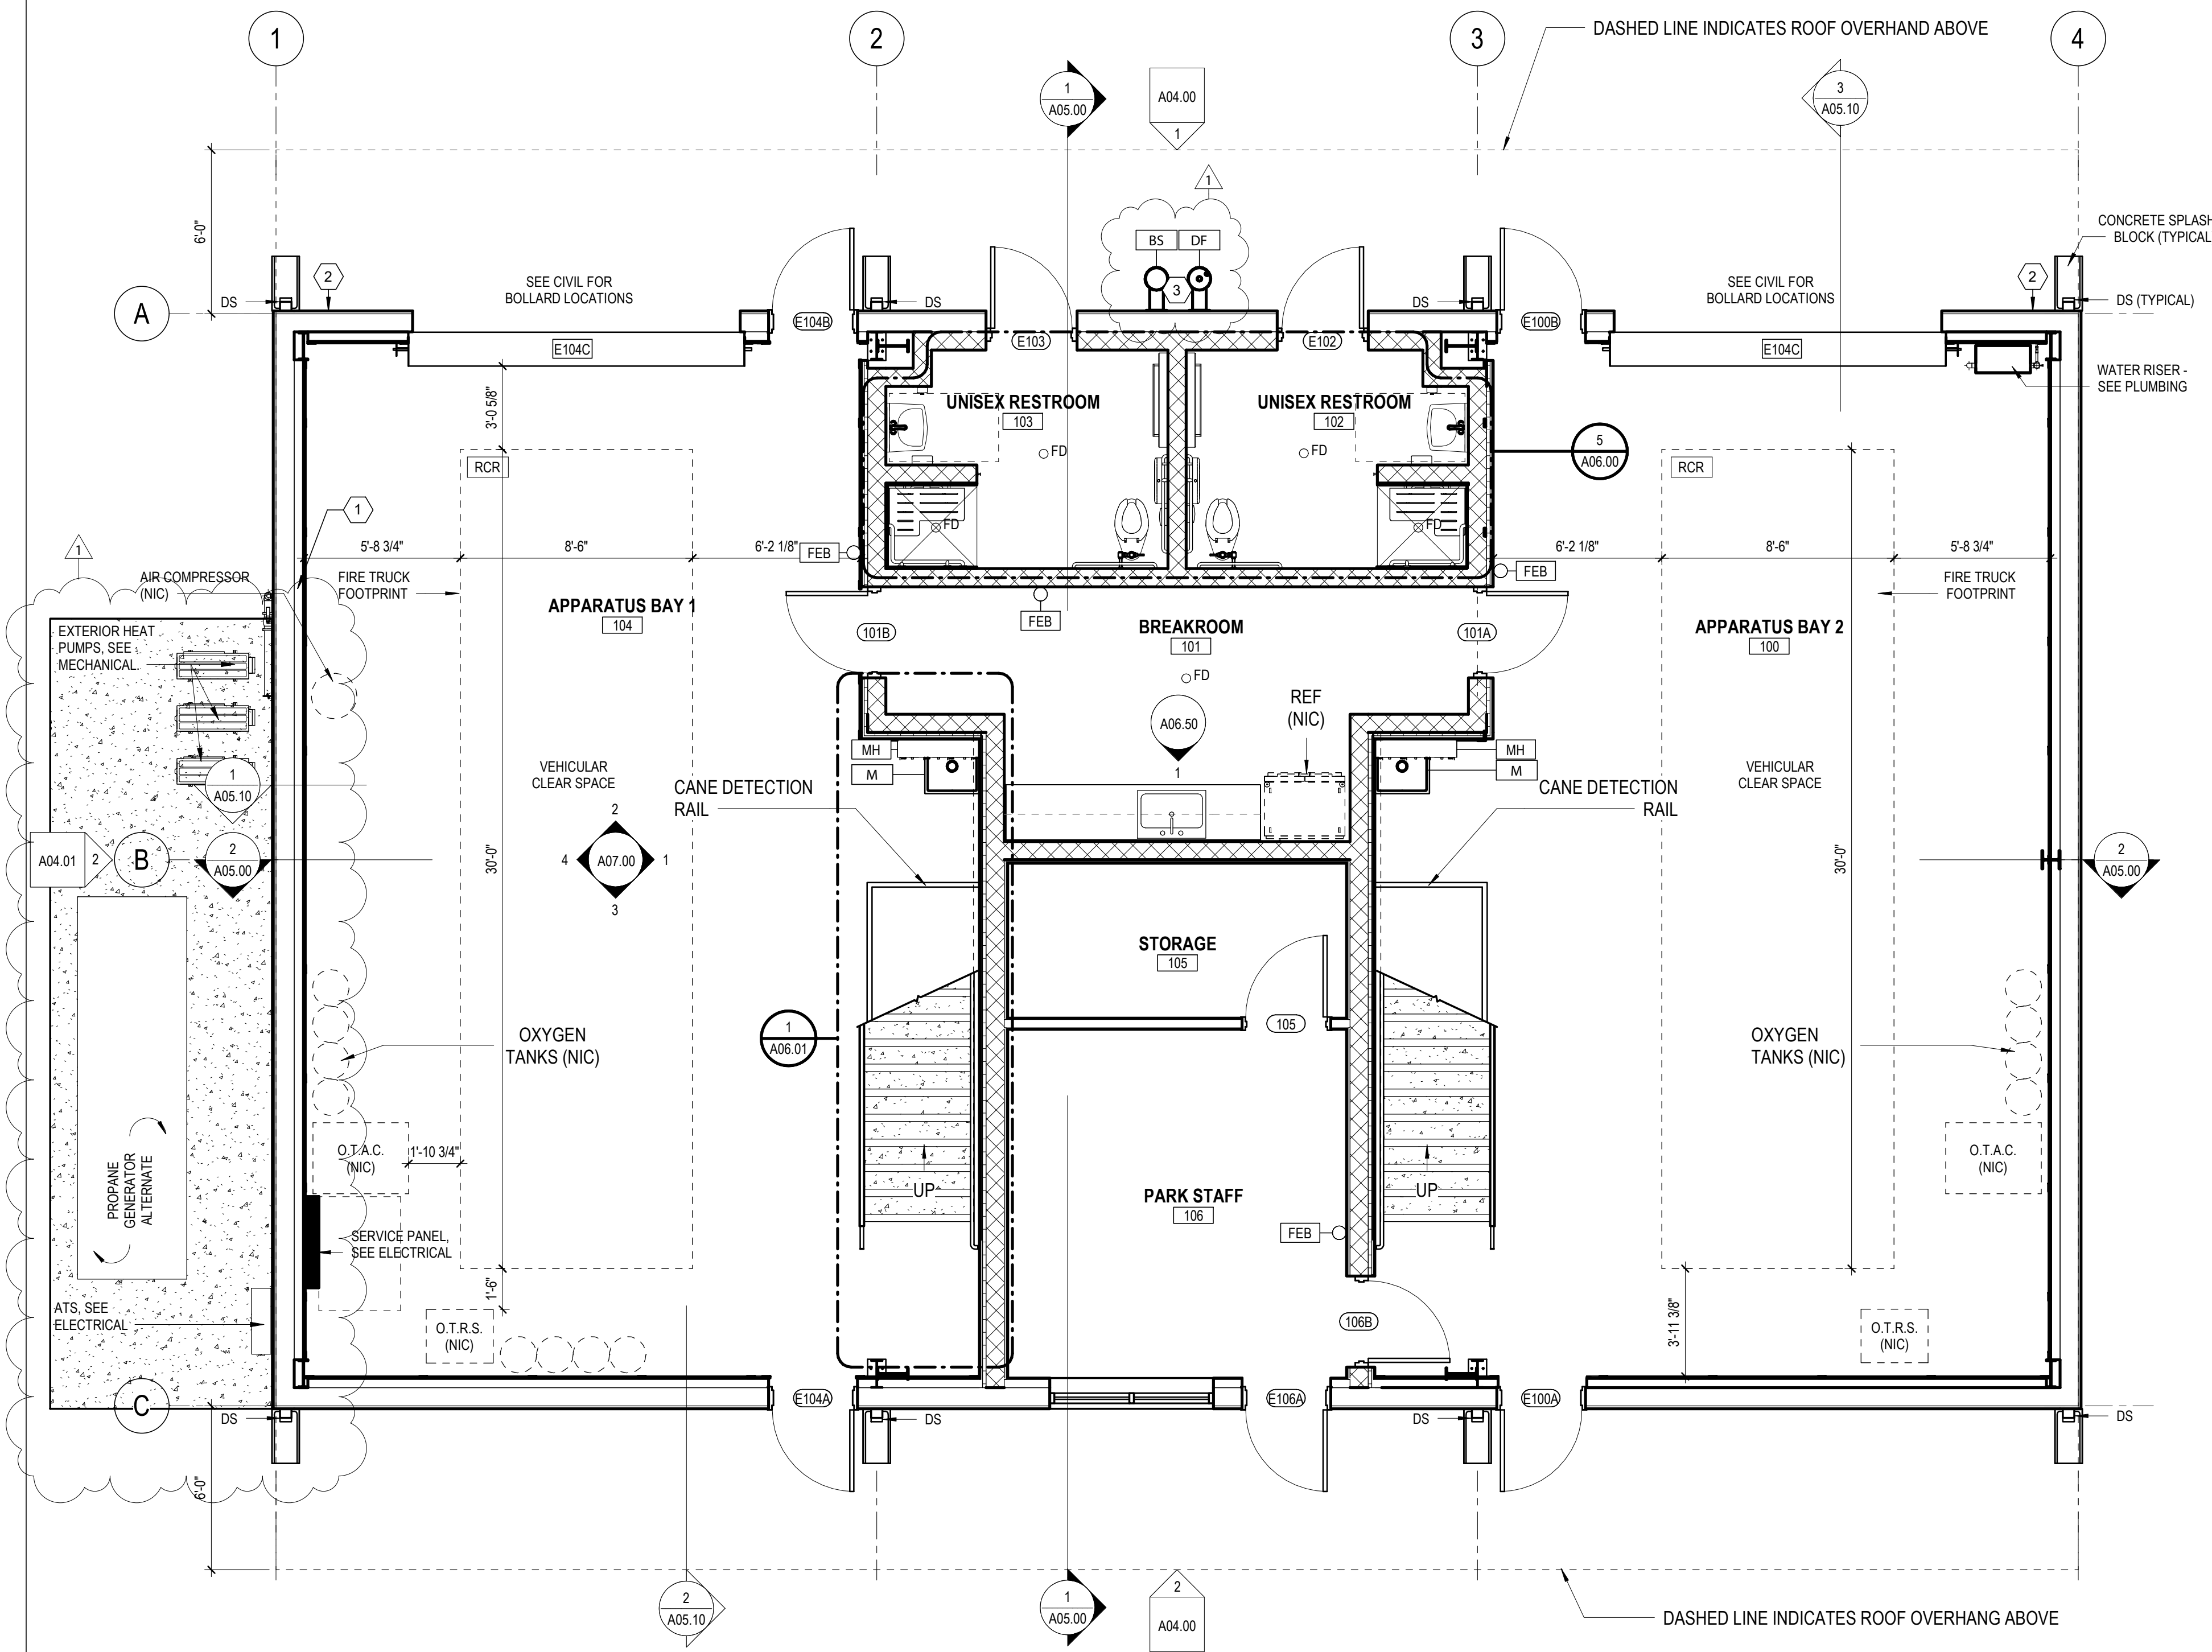 1
2
3
4
DASHED LINE INDICATES ROOF OVERHAND ABOVE
1
A05.00
A04.00
1
3
A05.10
6'-0"
1
BS
DF
3
CONCRETE SPLASH
BLOCK (TYPICAL
A
2
DS
SEE CIVIL FOR
BOLLARD LOCATIONS
E104B
DS
E103
E102
DS
E100B
SEE CIVIL FOR
BOLLARD LOCATIONS
2
DS (TYPICAL)
E104C
E104C
WATER RISER -
SEE PLUMBING
3'-0 5/8"
UNISEX RESTROOM
103
FD
UNISEX RESTROOM
102
FD
5
A06.00
RCR
RCR
1
FD
FD
5'-8 3/4"
8'-6"
6'-2 1/8"
FEB
6'-2 1/8"
8'-6"
5'-8 3/4"
FEB
1
AIR COMPRESSOR
(NIC)
FIRE TRUCK
FOOTPRINT
FIRE TRUCK
FOOTPRINT
APPARATUS BAY 1
104
FEB
101B
BREAKROOM
101
101A
APPARATUS BAY 2
100
EXTERIOR HEAT
PUMPS, SEE
MECHANICAL.
FD
A06.50
1
REF
(NIC)
MH
M
MH
M
VEHICULAR
CLEAR SPACE
VEHICULAR
CLEAR SPACE
CANE DETECTION
RAIL
CANE DETECTION
RAIL
1
A05.10
A04.01
2
B
2
A05.00
2
4
A07.00
1
3
30'-0"
30'-0"
2
A05.00
STORAGE
105
105
1
A06.01
OXYGEN
TANKS (NIC)
OXYGEN
TANKS (NIC)
PROPANE
GENERATOR
ALTERNATE
O.T.A.C.
(NIC)
1'-10 3/4"
O.T.A.C.
(NIC)
UP
UP
PARK STAFF
106
FEB
SERVICE PANEL,
SEE ELECTRICAL
1'-6"
ATS, SEE
ELECTRICAL
O.T.R.S.
(NIC)
106B
3'-11 3/8"
O.T.R.S.
(NIC)
C
DS
E104A
DS
E106A
DS
E100A
DS
6'-0"
2
A05.10
1
A05.00
2
A04.00
DASHED LINE INDICATES ROOF OVERHANG ABOVE